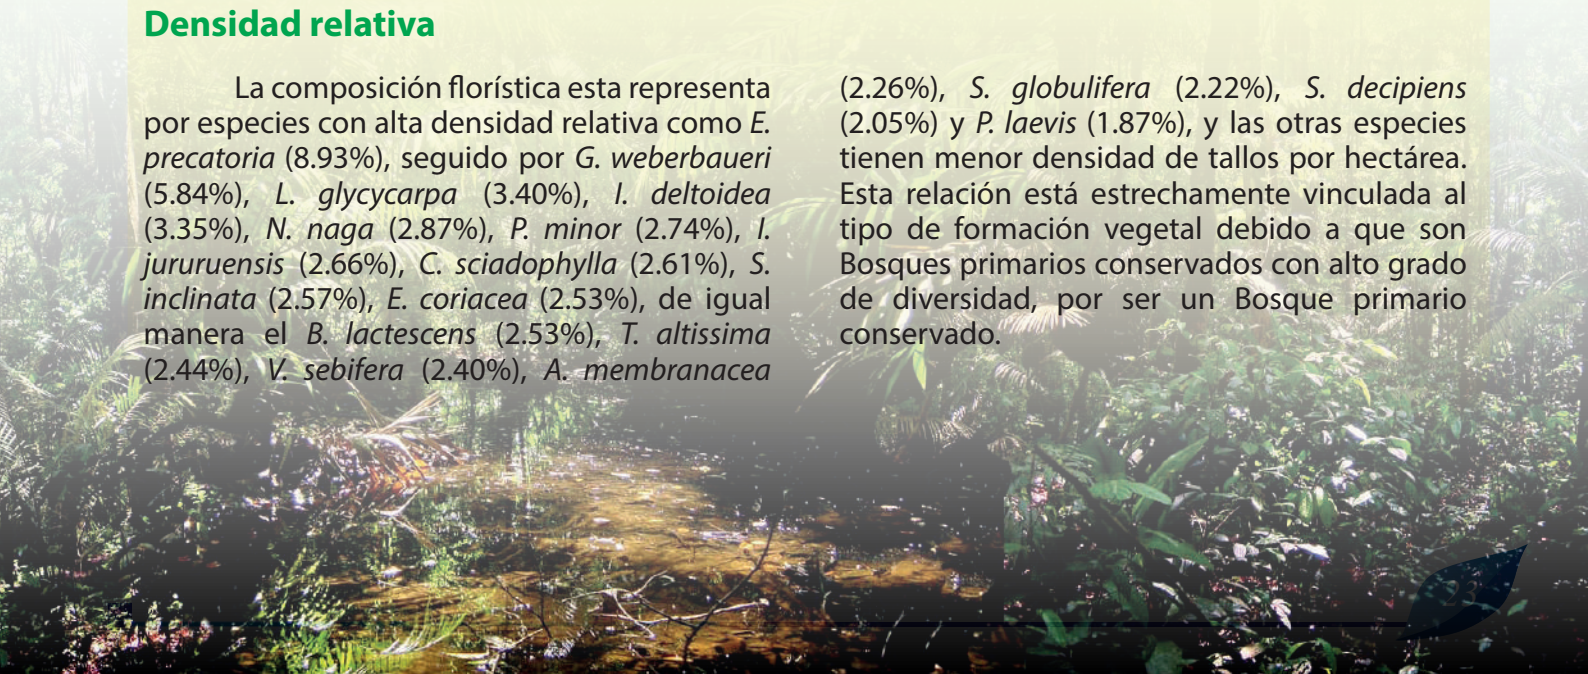 Densidad relativa
La composición florística esta representa
por especies con alta densidad relativa como E.
precatoria (8.93%), seguido por G. weberbaueri
(5.84%), L. glycycarpa (3.40%), I. deltoidea
(3.35%), N. naga (2.87%), P. minor (2.74%), I.
jururuensis (2.66%), C. sciadophylla (2.61%), S.
inclinata (2.57%), E. coriacea (2.53%), de igual
manera el B. lactescens (2.53%), T. altissima
(2.44%), V. sebifera (2.40%), A. membranacea
(2.26%), S. globulifera (2.22%), S. decipiens
(2.05%) y P. laevis (1.87%), y las otras especies
tienen menor densidad de tallos por hectárea.
Esta relación está estrechamente vinculada al
tipo de formación vegetal debido a que son
Bosques primarios conservados con alto grado
de diversidad, por ser un Bosque primario
conservado.